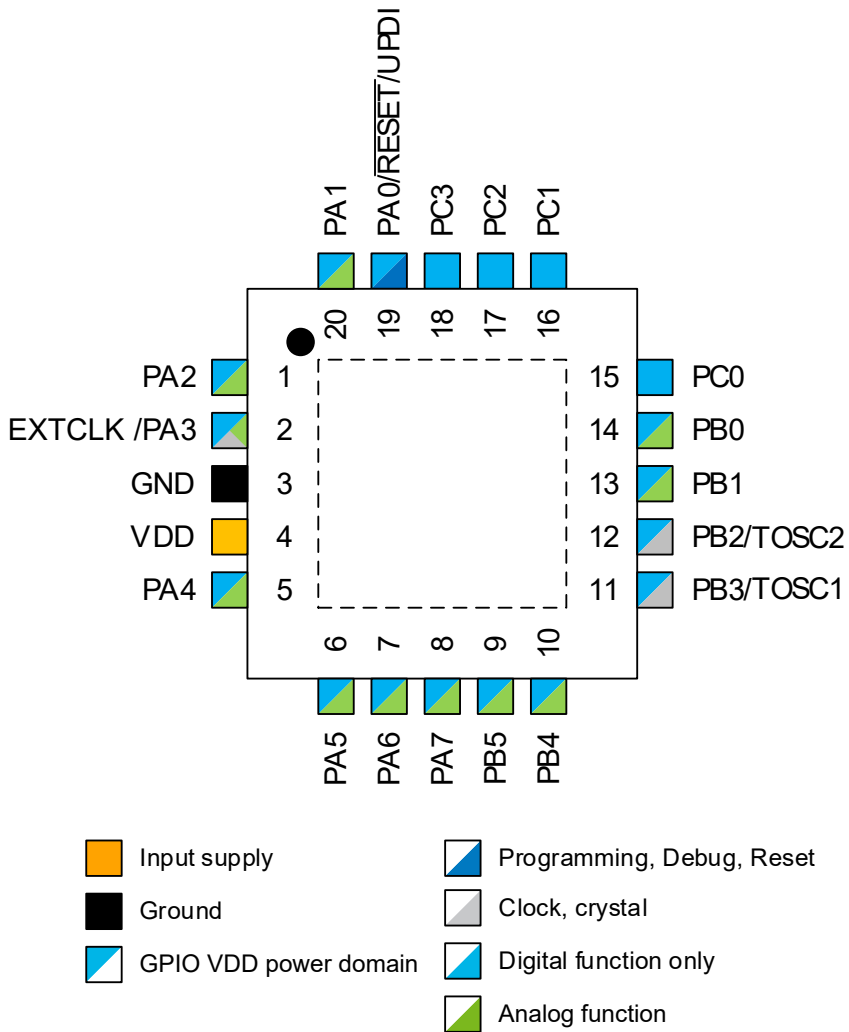 PA0/RESET/UPDI
PA1
PC3
PC2
PC1
20
19
18
17
16
PA2
1
15
PC0
EXTCLK /PA3
2
14
PB0
GND
3
13
PB1
VDD
4
12
PB2/TOSC2
PA4
5
11
PB3/TOSC1
6
7
8
9
10
PA5
PA6
PA7
PB5
PB4
Input supply
Ground
GPIO VDD power domain
Programming, Debug, Reset
Clock, crystal
Digital function only
Analog function